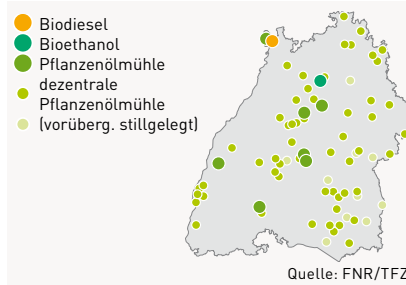 Biodiesel
Bioethanol
Pflanzenölmühle
dezentrale
Pflanzenölmühle
(vorüberg. stillgelegt)
Quelle: FNR/TFZ